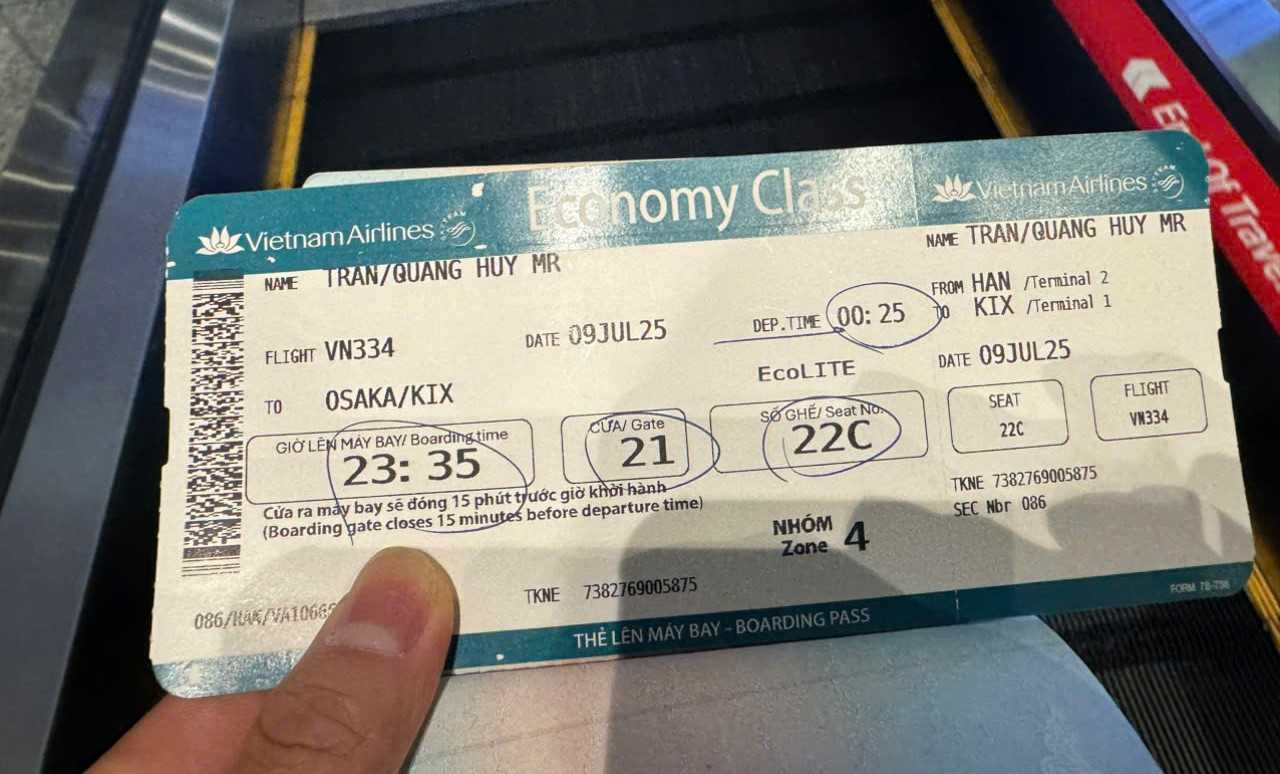 Economy Class
Vietnam Airlines
SKYTEAM
Vietnam Airlines
NAME TRAN/QUANG HUY MR
NAME TRAN/QUANG HUY MR
FROM HAN /Terminal 2
TO KIX /Terminal 1
FLIGHT VN334
DATE 09JUL25
DEP.TIME 00: 25
DATE 09JUL25
TO OSAKA/KIX
EcoLITE
GIỜ LÊN MÁY BAY/ Boarding time
23: 35
CỬA/ Gate
21
SỐ GHẾ/ Seat No.
22C
SEAT
22C
FLIGHT
VN334
Cửa ra máy bay sẽ đóng 15 phút trước giờ khởi hành
(Boarding gate closes 15 minutes before departure time)
TKNE 7382769005875
SEC Nbr 086
NHÓM
Zone 4
TKNE 7382769005875
THẺ LÊN MÁY BAY – BOARDING PASS
of Travel